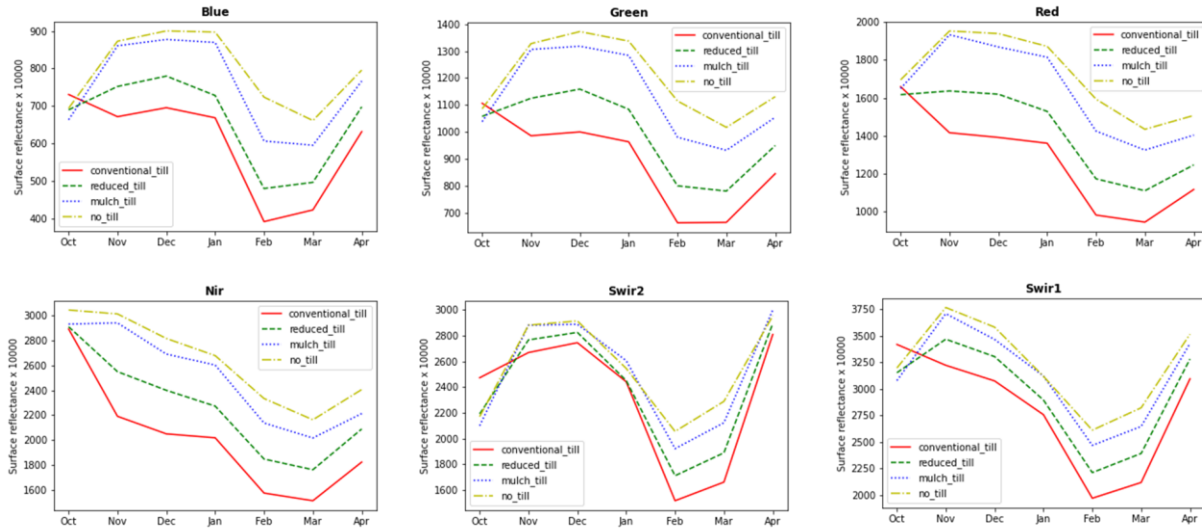 Blue
Surface reflectance x 10000
900
800
700
600
500
400
conventional_till
reduced_till
mulch_till
no_till
Oct Nov Dec Jan Feb Mar Apr
Green
Surface reflectance x 10000
1400
1300
1200
1100
1000
900
800
700
conventional_till
reduced_till
mulch_till
no_till
Oct Nov Dec Jan Feb Mar Apr
Red
Surface reflectance x 10000
2000
1800
1600
1400
1200
1000
conventional_till
reduced_till
mulch_till
no_till
Oct Nov Dec Jan Feb Mar Apr
Nir
Surface reflectance x 10000
3000
2800
2600
2400
2200
2000
1800
1600
conventional_till
reduced_till
mulch_till
no_till
Oct Nov Dec Jan Feb Mar Apr
Swir2
Surface reflectance x 10000
3000
2800
2600
2400
2200
2000
1800
1600
conventional_till
reduced_till
mulch_till
no_till
Oct Nov Dec Jan Feb Mar Apr
Swir1
Surface reflectance x 10000
3750
3500
3250
3000
2750
2500
2250
2000
conventional_till
reduced_till
mulch_till
no_till
Oct Nov Dec Jan Feb Mar Apr